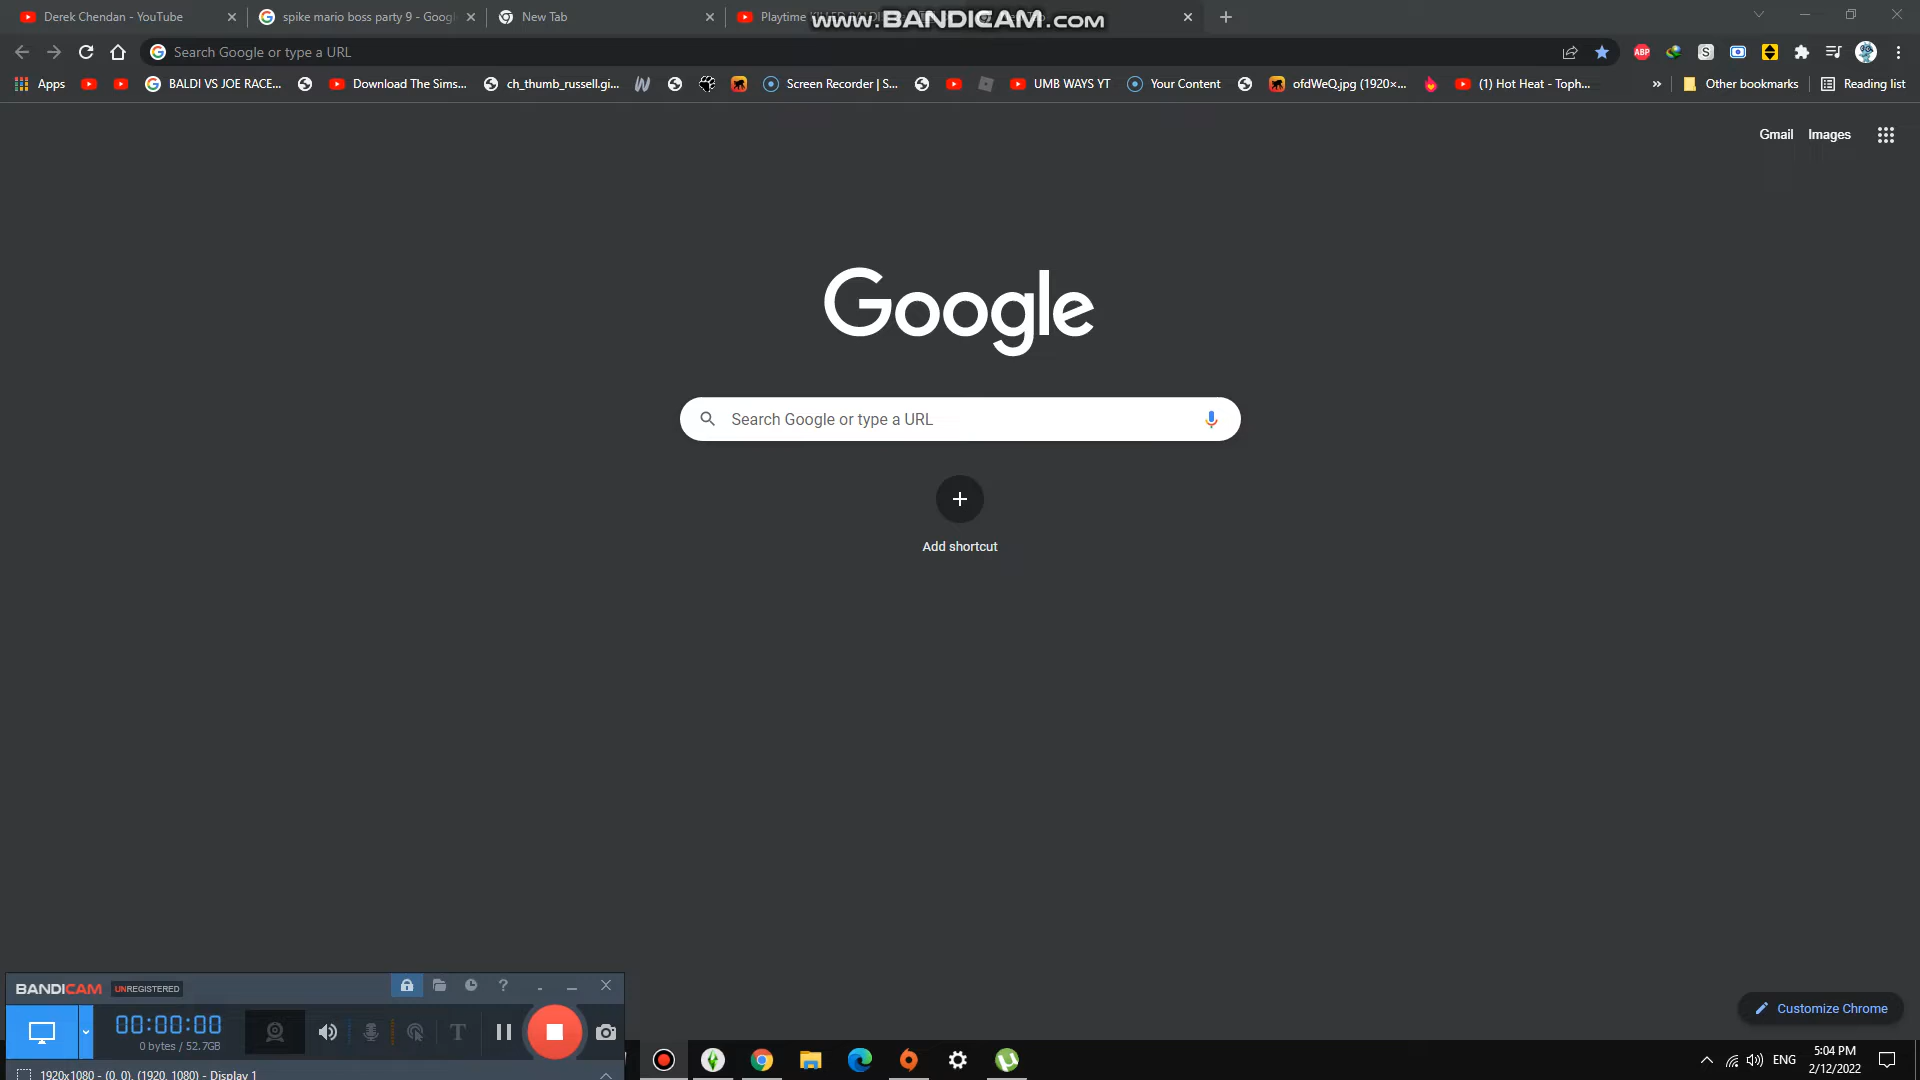 Derek Chendan - YouTube
spike mario boss party 9 - Goog
New Tab
Playtime
www.BANDICAM.com
Search Google or type a URL
ABP
S
Apps
BALDI VS JOE RACE...
Download The Sims...
ch_thumb_russell.gi...
Screen Recorder | S...
UMB WAYS YT
Your Content
ofdWeQ.jpg (1920×...
(1) Hot Heat - Toph...
»
Other bookmarks
Reading list
Gmail
Images
Google
Search Google or type a URL
Add shortcut
Customize Chrome
BANDICAM
UNREGISTERED
?
00:00:00
0 bytes / 52.7GB
T
1920x1080 - (0, 0), (1920, 1080) - Display 1
ENG
5:04 PM
2/12/2022